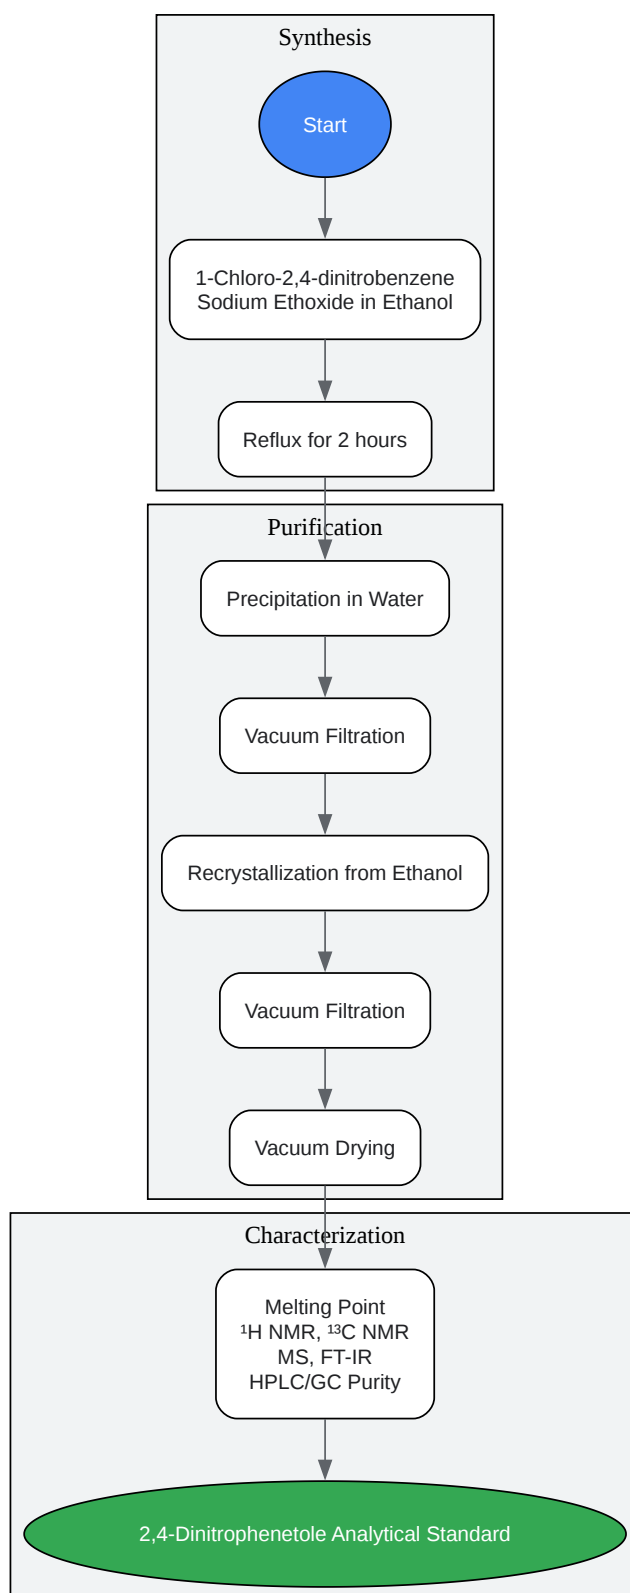 Synthesis
Start
1-Chloro-2,4-dinitrobenzene
Sodium Ethoxide in Ethanol
Reflux for 2 hours
Purification
Precipitation in Water
Vacuum Filtration
Recrystallization from Ethanol
Vacuum Filtration
Vacuum Drying
Characterization
Melting Point
¹H NMR, ¹³C NMR
MS, FT-IR
HPLC/GC Purity
2,4-Dinitrophenetole Analytical Standard